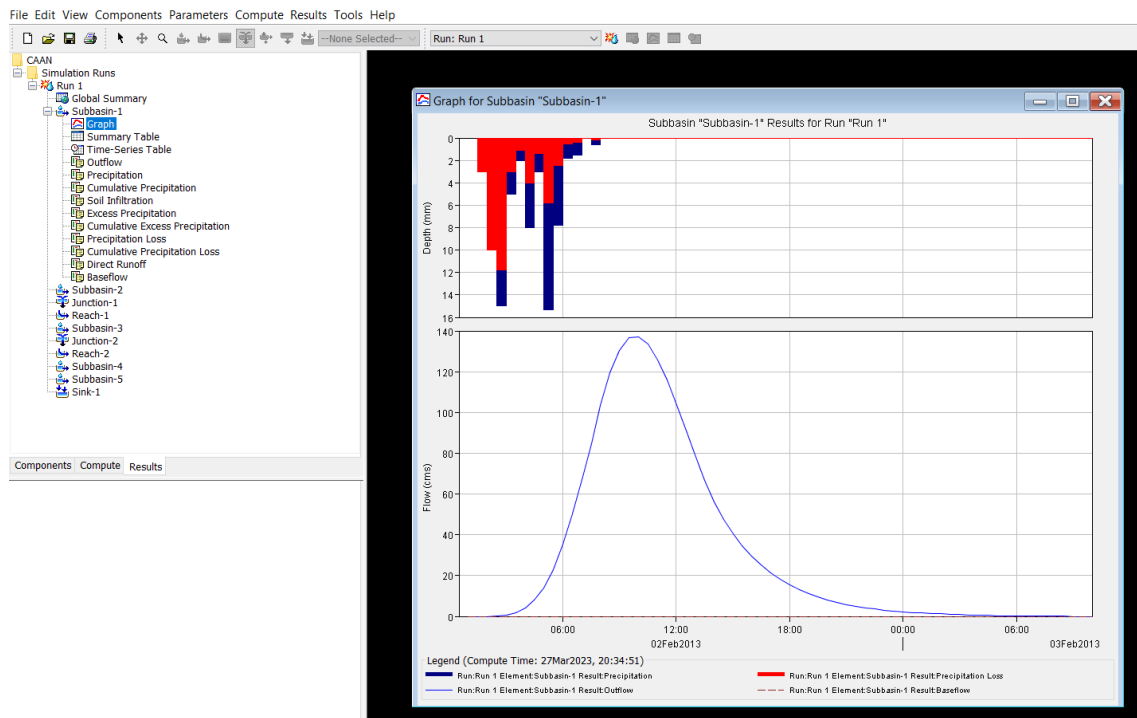 File Edit View Components Parameters Compute Results Tools Help
--None Selected-- Run: Run 1
CAAN
Simulation Runs
Run 1
Global Summary
Subbasin-1
Graph
Summary Table
Time-Series Table
Outflow
Precipitation
Cumulative Precipitation
Soil Infiltration
Excess Precipitation
Cumulative Excess Precipitation
Precipitation Loss
Cumulative Precipitation Loss
Direct Runoff
Baseflow
Subbasin-2
Junction-1
Reach-1
Subbasin-3
Junction-2
Reach-2
Subbasin-4
Subbasin-5
Sink-1
Components Compute Results
Graph for Subbasin "Subbasin-1"
Subbasin "Subbasin-1" Results for Run "Run 1"
0
2
4
6
8
10
12
14
16
Depth (mm)
140
120
100
80
60
40
20
0
Flow (cms)
06:00 12:00 18:00 00:00 06:00
02Feb2013 03Feb2013
Legend (Compute Time: 27Mar2023, 20:34:51)
Run:Run 1 Element:Subbasin-1 Result:Precipitation Run:Run 1 Element:Subbasin-1 Result:Precipitation Loss
Run:Run 1 Element:Subbasin-1 Result:Outflow Run:Run 1 Element:Subbasin-1 Result:Baseflow